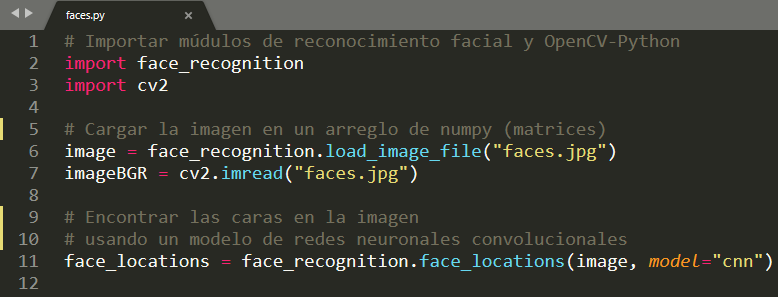 faces.py
1 # Importar múdulos de reconocimiento facial y OpenCV-Python
2 import face_recognition
3 import cv2
4
5 # Cargar la imagen en un arreglo de numpy (matrices)
6 image = face_recognition.load_image_file("faces.jpg")
7 imageBGR = cv2.imread("faces.jpg")
8
9 # Encontrar las caras en la imagen
10 # usando un modelo de redes neuronales convolucionales
11 face_locations = face_recognition.face_locations(image, model="cnn")
12